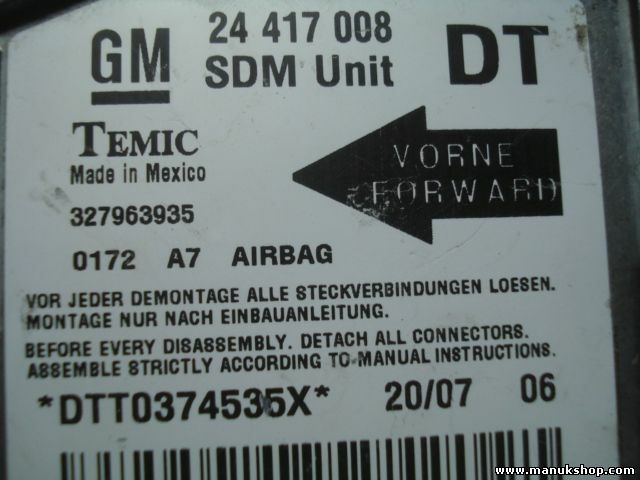 GM 24 417 008 DT
SDM Unit
TEMIC
Made in Mexico
VORNE
FORWARD
327963935
0172 A7 AIRBAG
VOR JEDER DEMONTAGE ALLE STECKVERBINDUNGEN LOESEN.
MONTAGE NUR NACH EINBAUANLEITUNG.
BEFORE EVERY DISASSEMBLY. DETACH ALL CONNECTORS.
ASSEMBLE STRICTLY ACCORDING TO MANUAL INSTRUCTIONS.
*DTT0374535X* 20/07 06
www.manukshop.com